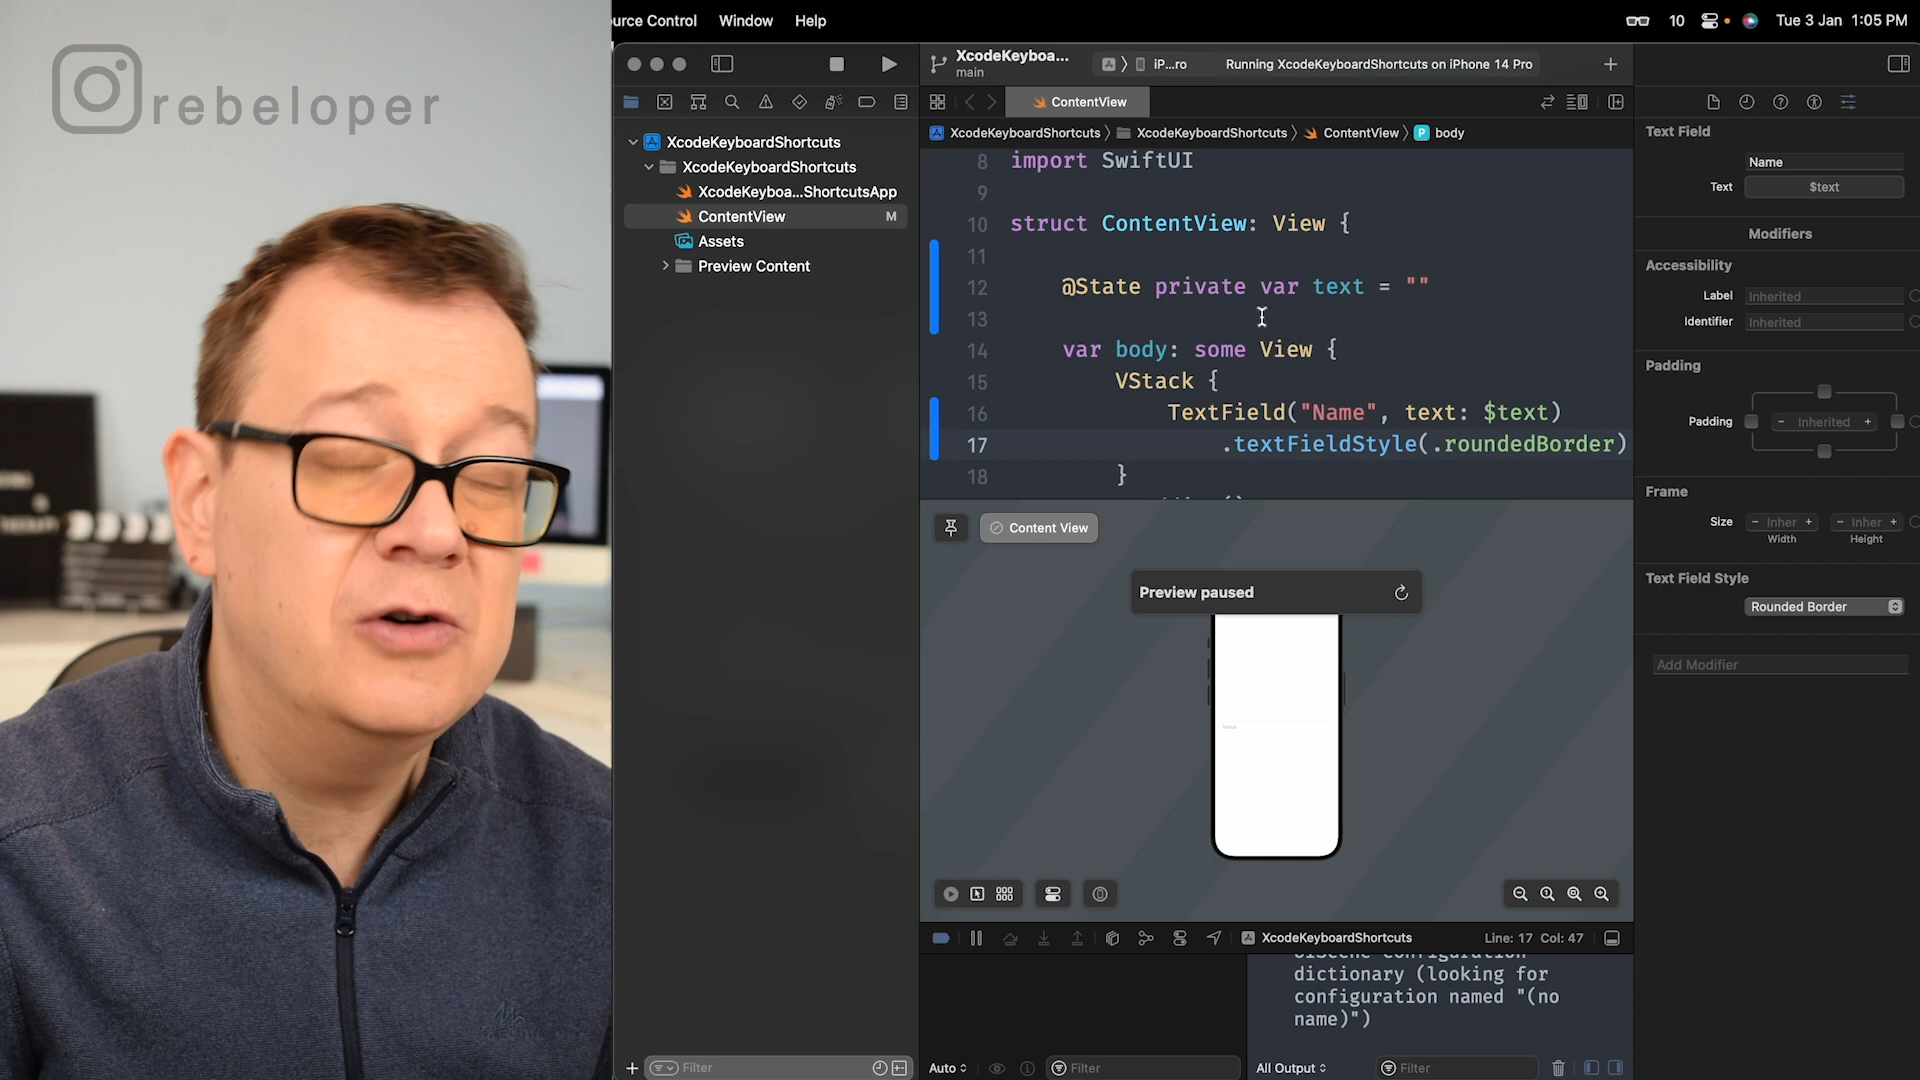 rebeloper
urce Control Window Help
10 Tue 3 Jan 1:05 PM
XcodeKeyboa...
main
iP...ro
Running XcodeKeyboardShortcuts on iPhone 14 Pro
ContentView
XcodeKeyboardShortcuts
XcodeKeyboardShortcuts
XcodeKeyboa...ShortcutsApp
ContentView M
Assets
Preview Content
XcodeKeyboardShortcuts XcodeKeyboardShortcuts ContentView P body
8 import SwiftUI
9
10 struct ContentView: View {
11
12 @State private var text = ""
13
14 var body: some View {
15 VStack {
16 TextField("Name", text: $text)
17 .textFieldStyle(.roundedBorder)
18 }
Content View
Preview paused
Name
XcodeKeyboardShortcuts
Line: 17 Col: 47
dictionary (looking for
configuration named "(no
name)")
Filter
Auto
Filter
All Output
Filter
Text Field
Name
Text $text
Modifiers
Accessibility
Label Inherited
Identifier Inherited
Padding
Padding - Inherited +
Frame
Size - Inher + - Inher +
Width Height
Text Field Style
Rounded Border
Add Modifier